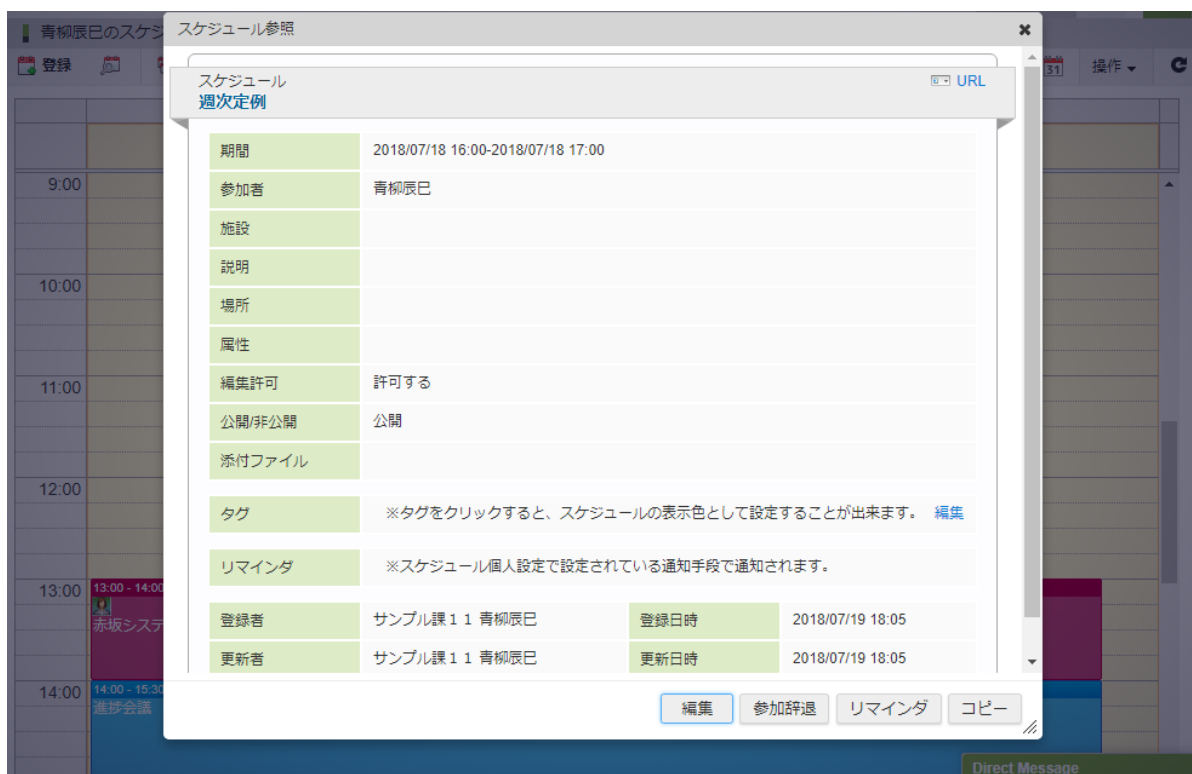 青柳辰巳のスケジ
登録
31
操作
スケジュール参照
スケジュール
週次定例
URL
期間 2018/07/18 16:00-2018/07/18 17:00
参加者 青柳辰巳
施設
説明
場所
属性
編集許可 許可する
公開/非公開 公開
添付ファイル
タグ ※タグをクリックすると、スケジュールの表示色として設定することが出来ます。 編集
リマインダ ※スケジュール個人設定で設定されている通知手段で通知されます。
登録者 サンプル課11 青柳辰巳 登録日時 2018/07/19 18:05
更新者 サンプル課11 青柳辰巳 更新日時 2018/07/19 18:05
編集 参加辞退 リマインダ コピー
9:00
10:00
11:00
12:00
13:00
13:00 - 14:00
赤坂システ
14:00
14:00 - 15:30
進捗会議
Direct Message